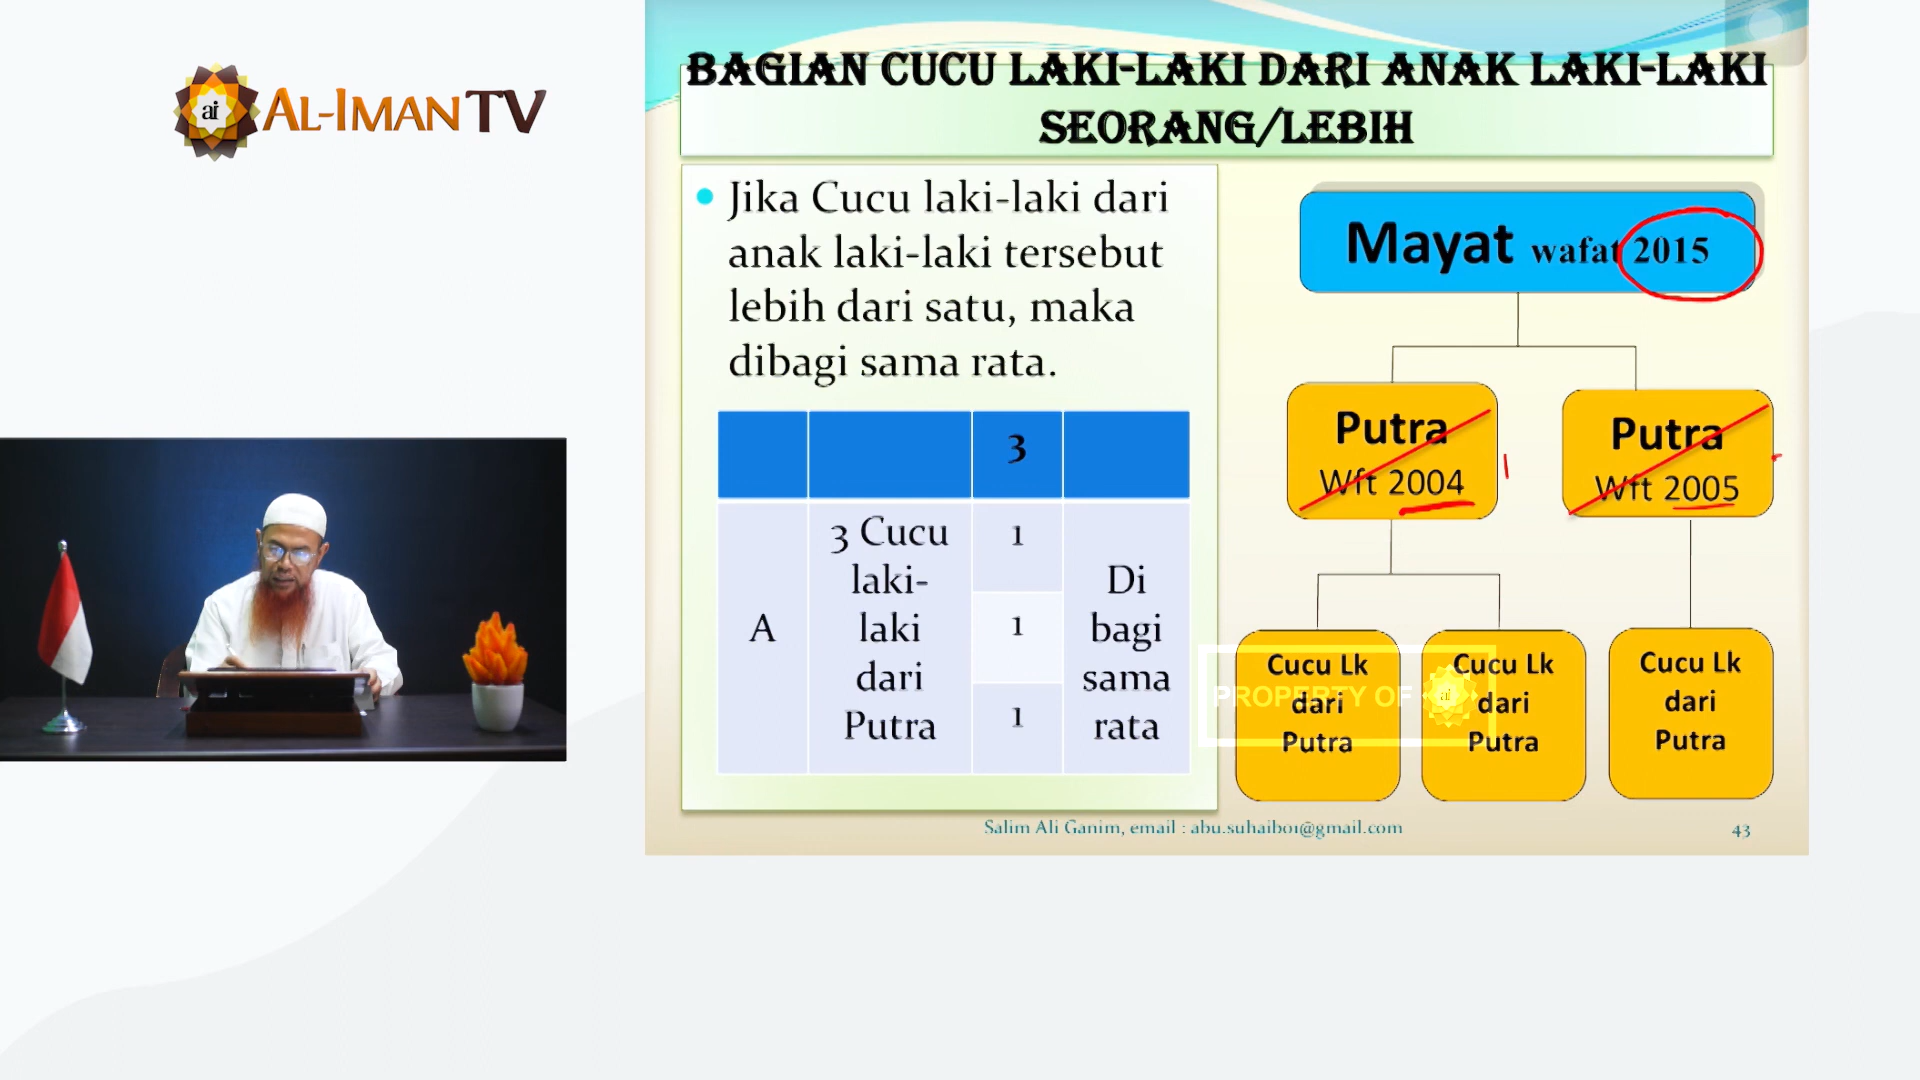 ai AL-IMAN TV
BAGIAN CUCU LAKI-LAKI DARI ANAK LAKI-LAKI
SEORANG/LEBIH
Jika Cucu laki-laki dari
anak laki-laki tersebut
lebih dari satu, maka
dibagi sama rata.
3
A
3 Cucu
laki-
laki
dari
Putra
1
1
1
Di
bagi
sama
rata
Mayat wafat 2015
Putra
Wft 2004
Putra
Wft 2005
Cucu Lk
dari
Putra
Cucu Lk
dari
Putra
Cucu Lk
dari
Putra
PROPERTY OF ai
Salim Ali Ganim, email : abu.suhaib01@gmail.com
43